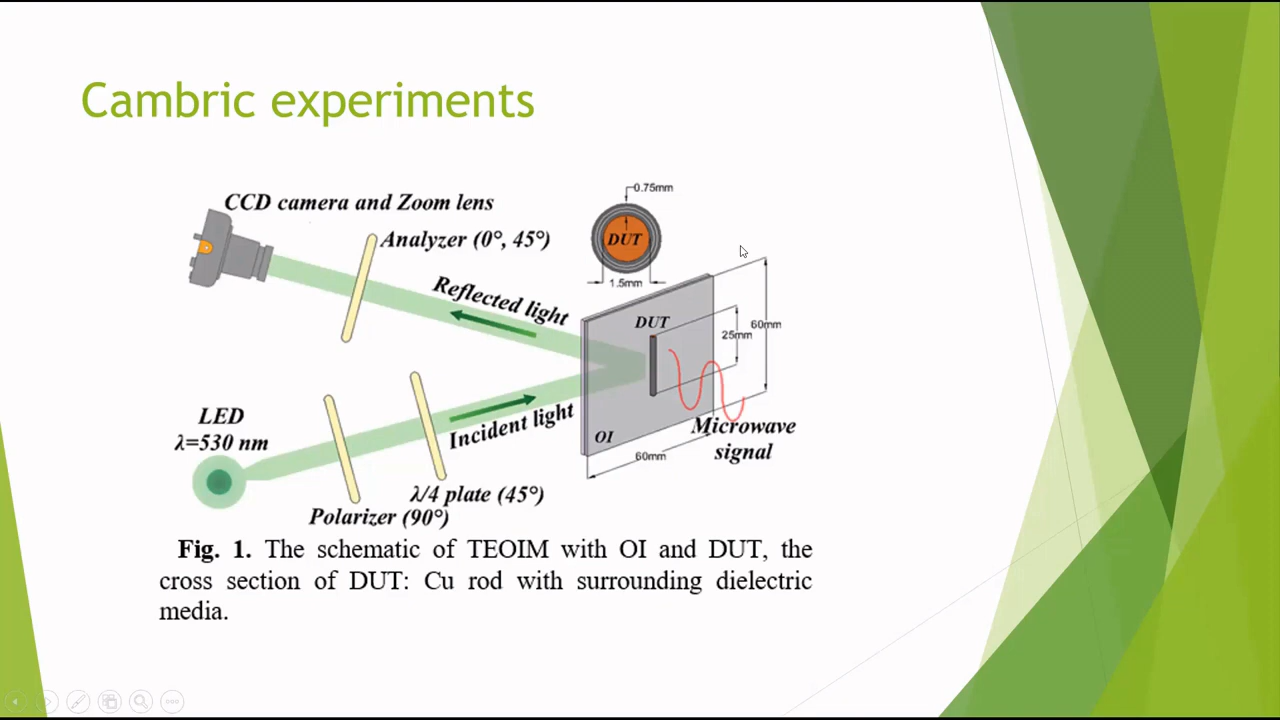 Cambric experiments
CCD camera and Zoom lens
Analyzer (0°, 45°)
0.75mm
DUT
1.5mm
Reflected light
DUT
25mm
60mm
LED
λ=530 nm
Incident light
OI
Microwave
signal
60mm
λ/4 plate (45°)
Polarizer (90°)
Fig. 1. The schematic of TEOIM with OI and DUT, the
cross section of DUT: Cu rod with surrounding dielectric
media.